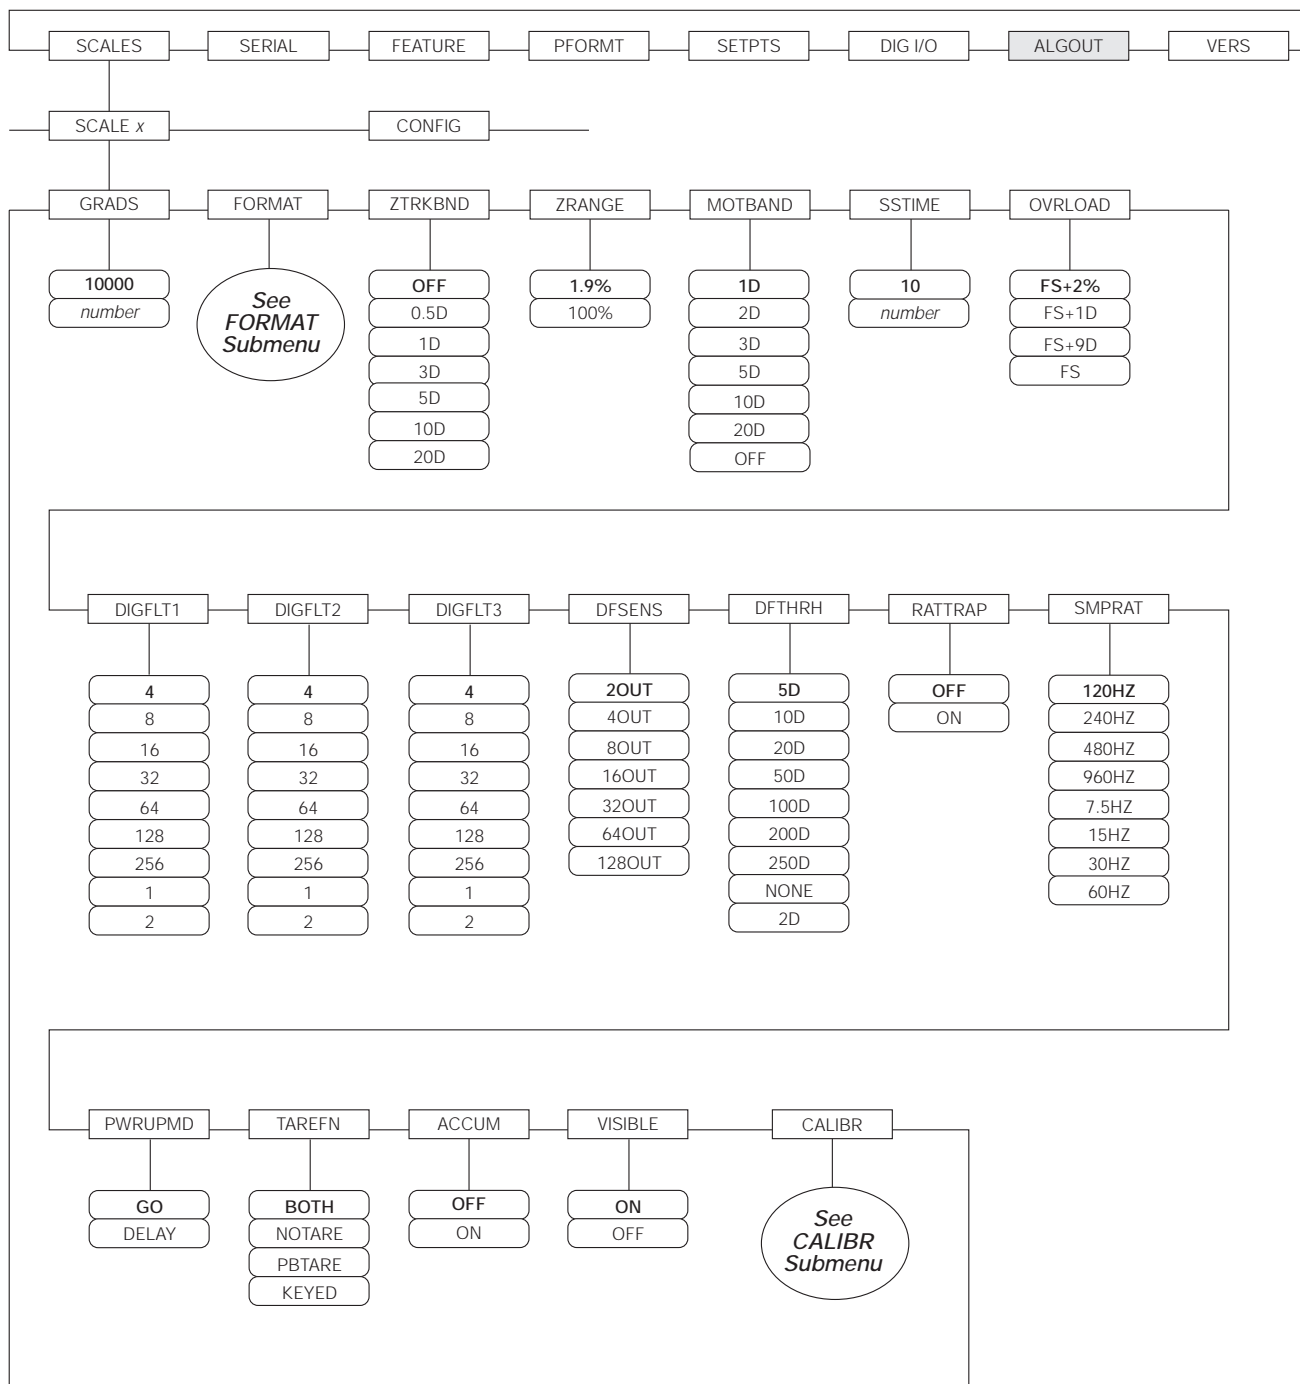 SCALES SERIAL FEATURE PFORMT SETPTS DIG I/O ALGOUT VERS
SCALE x CONFIG
GRADS FORMAT ZTRKBND ZRANGE MOTBAND SSTIME OVRLOAD
10000
number
See
FORMAT
Submenu
OFF
0.5D
1D
3D
5D
10D
20D
1.9%
100%
1D
2D
3D
5D
10D
20D
OFF
10
number
FS+2%
FS+1D
FS+9D
FS
DIGFLT1 DIGFLT2 DIGFLT3 DFSENS DFTHRH RATTRAP SMPRAT
4
8
16
32
64
128
256
1
2
4
8
16
32
64
128
256
1
2
4
8
16
32
64
128
256
1
2
2OUT
4OUT
8OUT
16OUT
32OUT
64OUT
128OUT
5D
10D
20D
50D
100D
200D
250D
NONE
2D
OFF
ON
120HZ
240HZ
480HZ
960HZ
7.5HZ
15HZ
30HZ
60HZ
PWRUPMD TAREFN ACCUM VISIBLE CALIBR
GO
DELAY
BOTH
NOTARE
PBTARE
KEYED
OFF
ON
ON
OFF
See
CALIBR
Submenu